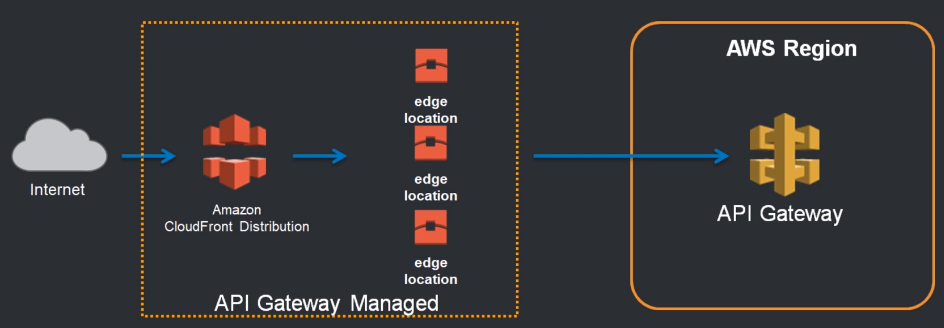 Internet
Amazon
CloudFront Distribution
edge
location
edge
location
edge
location
API Gateway Managed
AWS Region
API Gateway